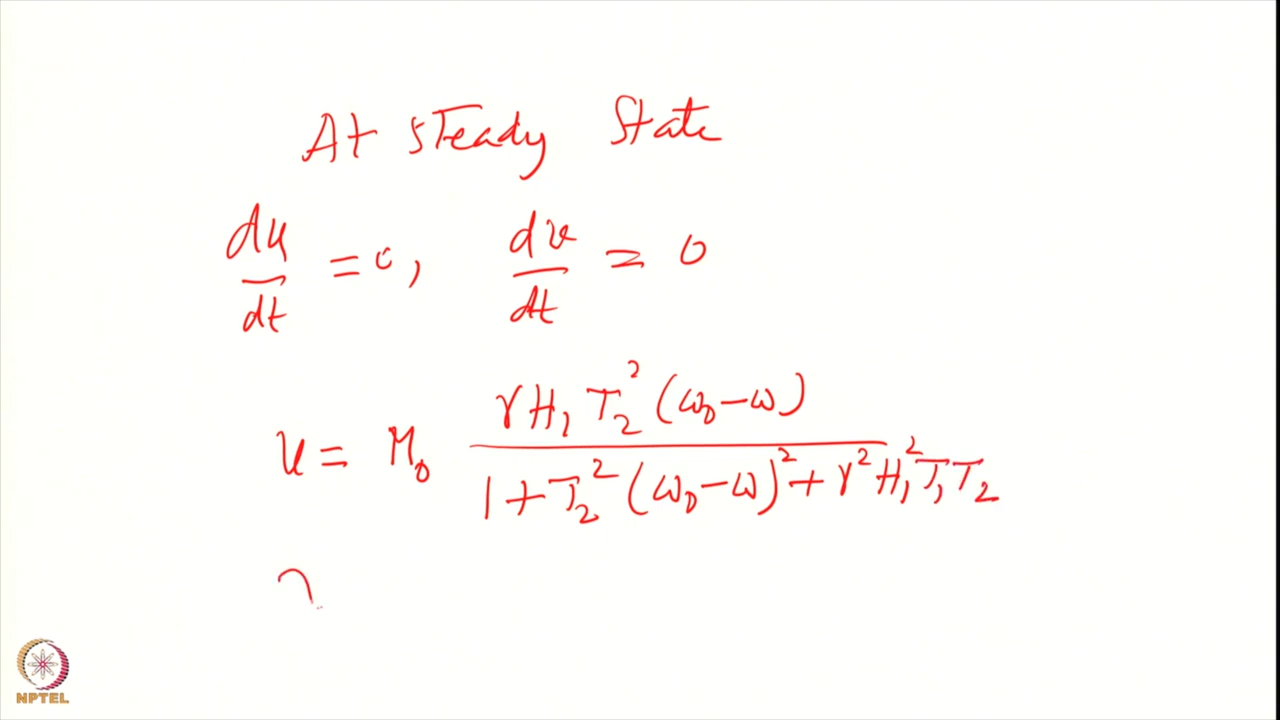 At steady State
du/dt = 0, dv/dt = 0
u = M₀ γH₁T₂²(ω₀-ω) / 1+T₂²(ω₀-ω)²+γ²H₁²T₁T₂
NPTEL